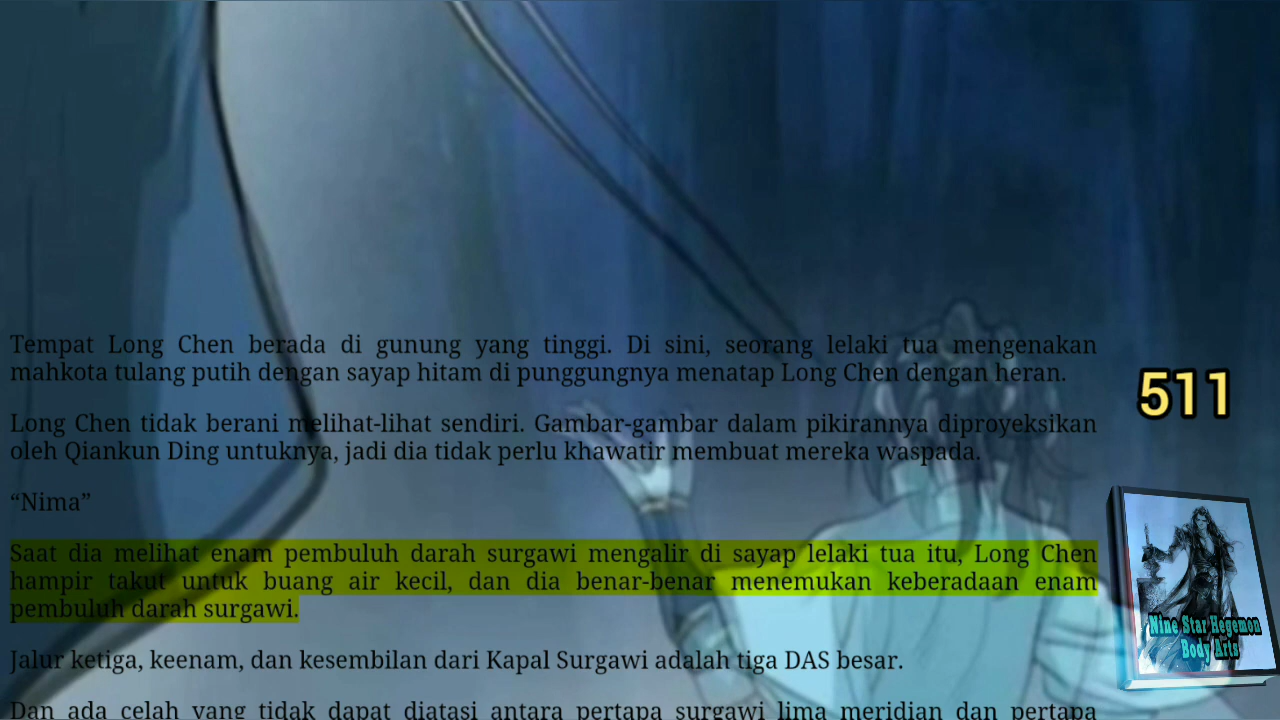 Tempat Long Chen berada di gunung yang tinggi. Di sini, seorang lelaki tua mengenakan
mahkota tulang putih dengan sayap hitam di punggungnya menatap Long Chen dengan heran.
Long Chen tidak berani melihat-lihat sendiri. Gambar-gambar dalam pikirannya diproyeksikan
oleh Qiankun Ding untuknya, jadi dia tidak perlu khawatir membuat mereka waspada.
“Nima”
Saat dia melihat enam pembuluh darah surgawi mengalir di sayap lelaki tua itu, Long Chen
hampir takut untuk buang air kecil, dan dia benar-benar menemukan keberadaan enam
pembuluh darah surgawi.
Jalur ketiga, keenam, dan kesembilan dari Kapal Surgawi adalah tiga DAS besar.
Dan ada celah yang tidak dapat diatasi antara pertapa surgawi lima meridian dan pertapa
511
Nine Star Hegemon
Body Arts